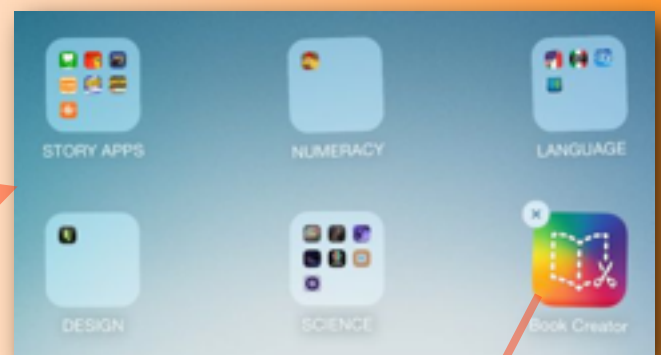 STORY APPS NUMERACY LANGUAGE
DESIGN SCIENCE Book Creator